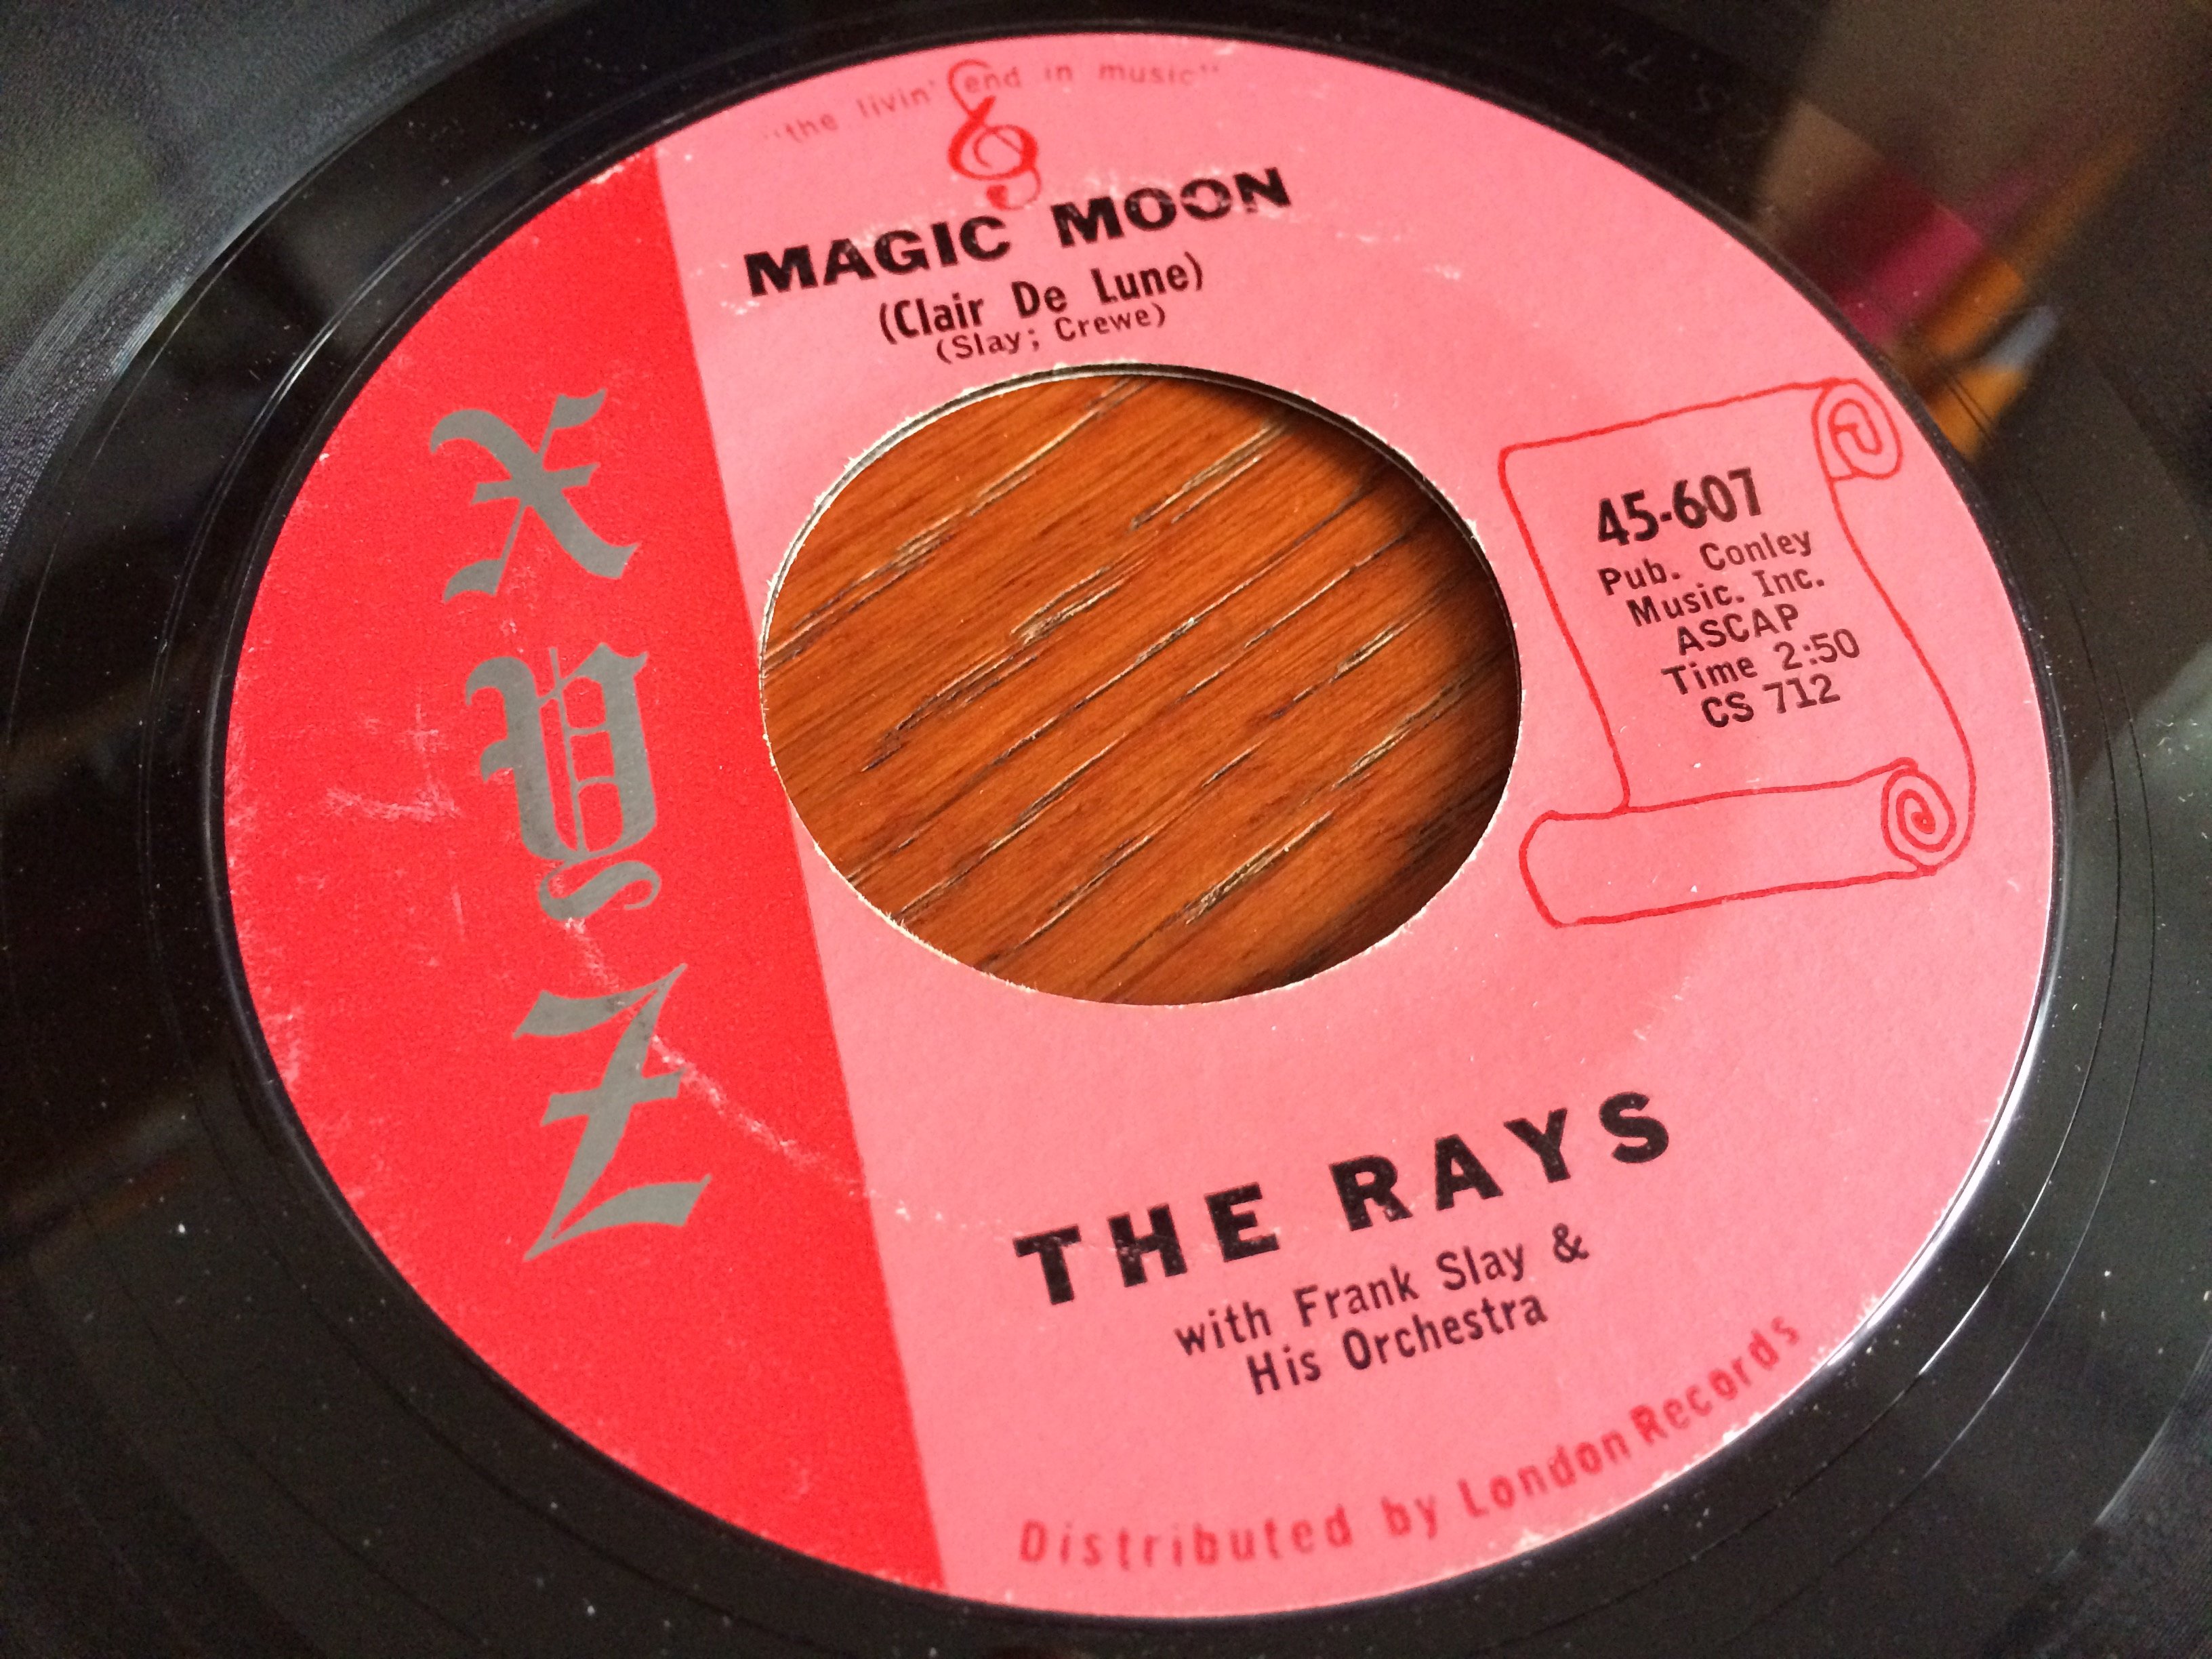 "the livin' end in music"
MAGIC MOON
(Clair De Lune)
(Slay; Crewe)
X
Y
Z
45-607
Pub. Conley
Music. Inc.
ASCAP
Time 2:50
CS 712
THE RAYS
with Frank Slay &
His Orchestra
Distributed by London Records